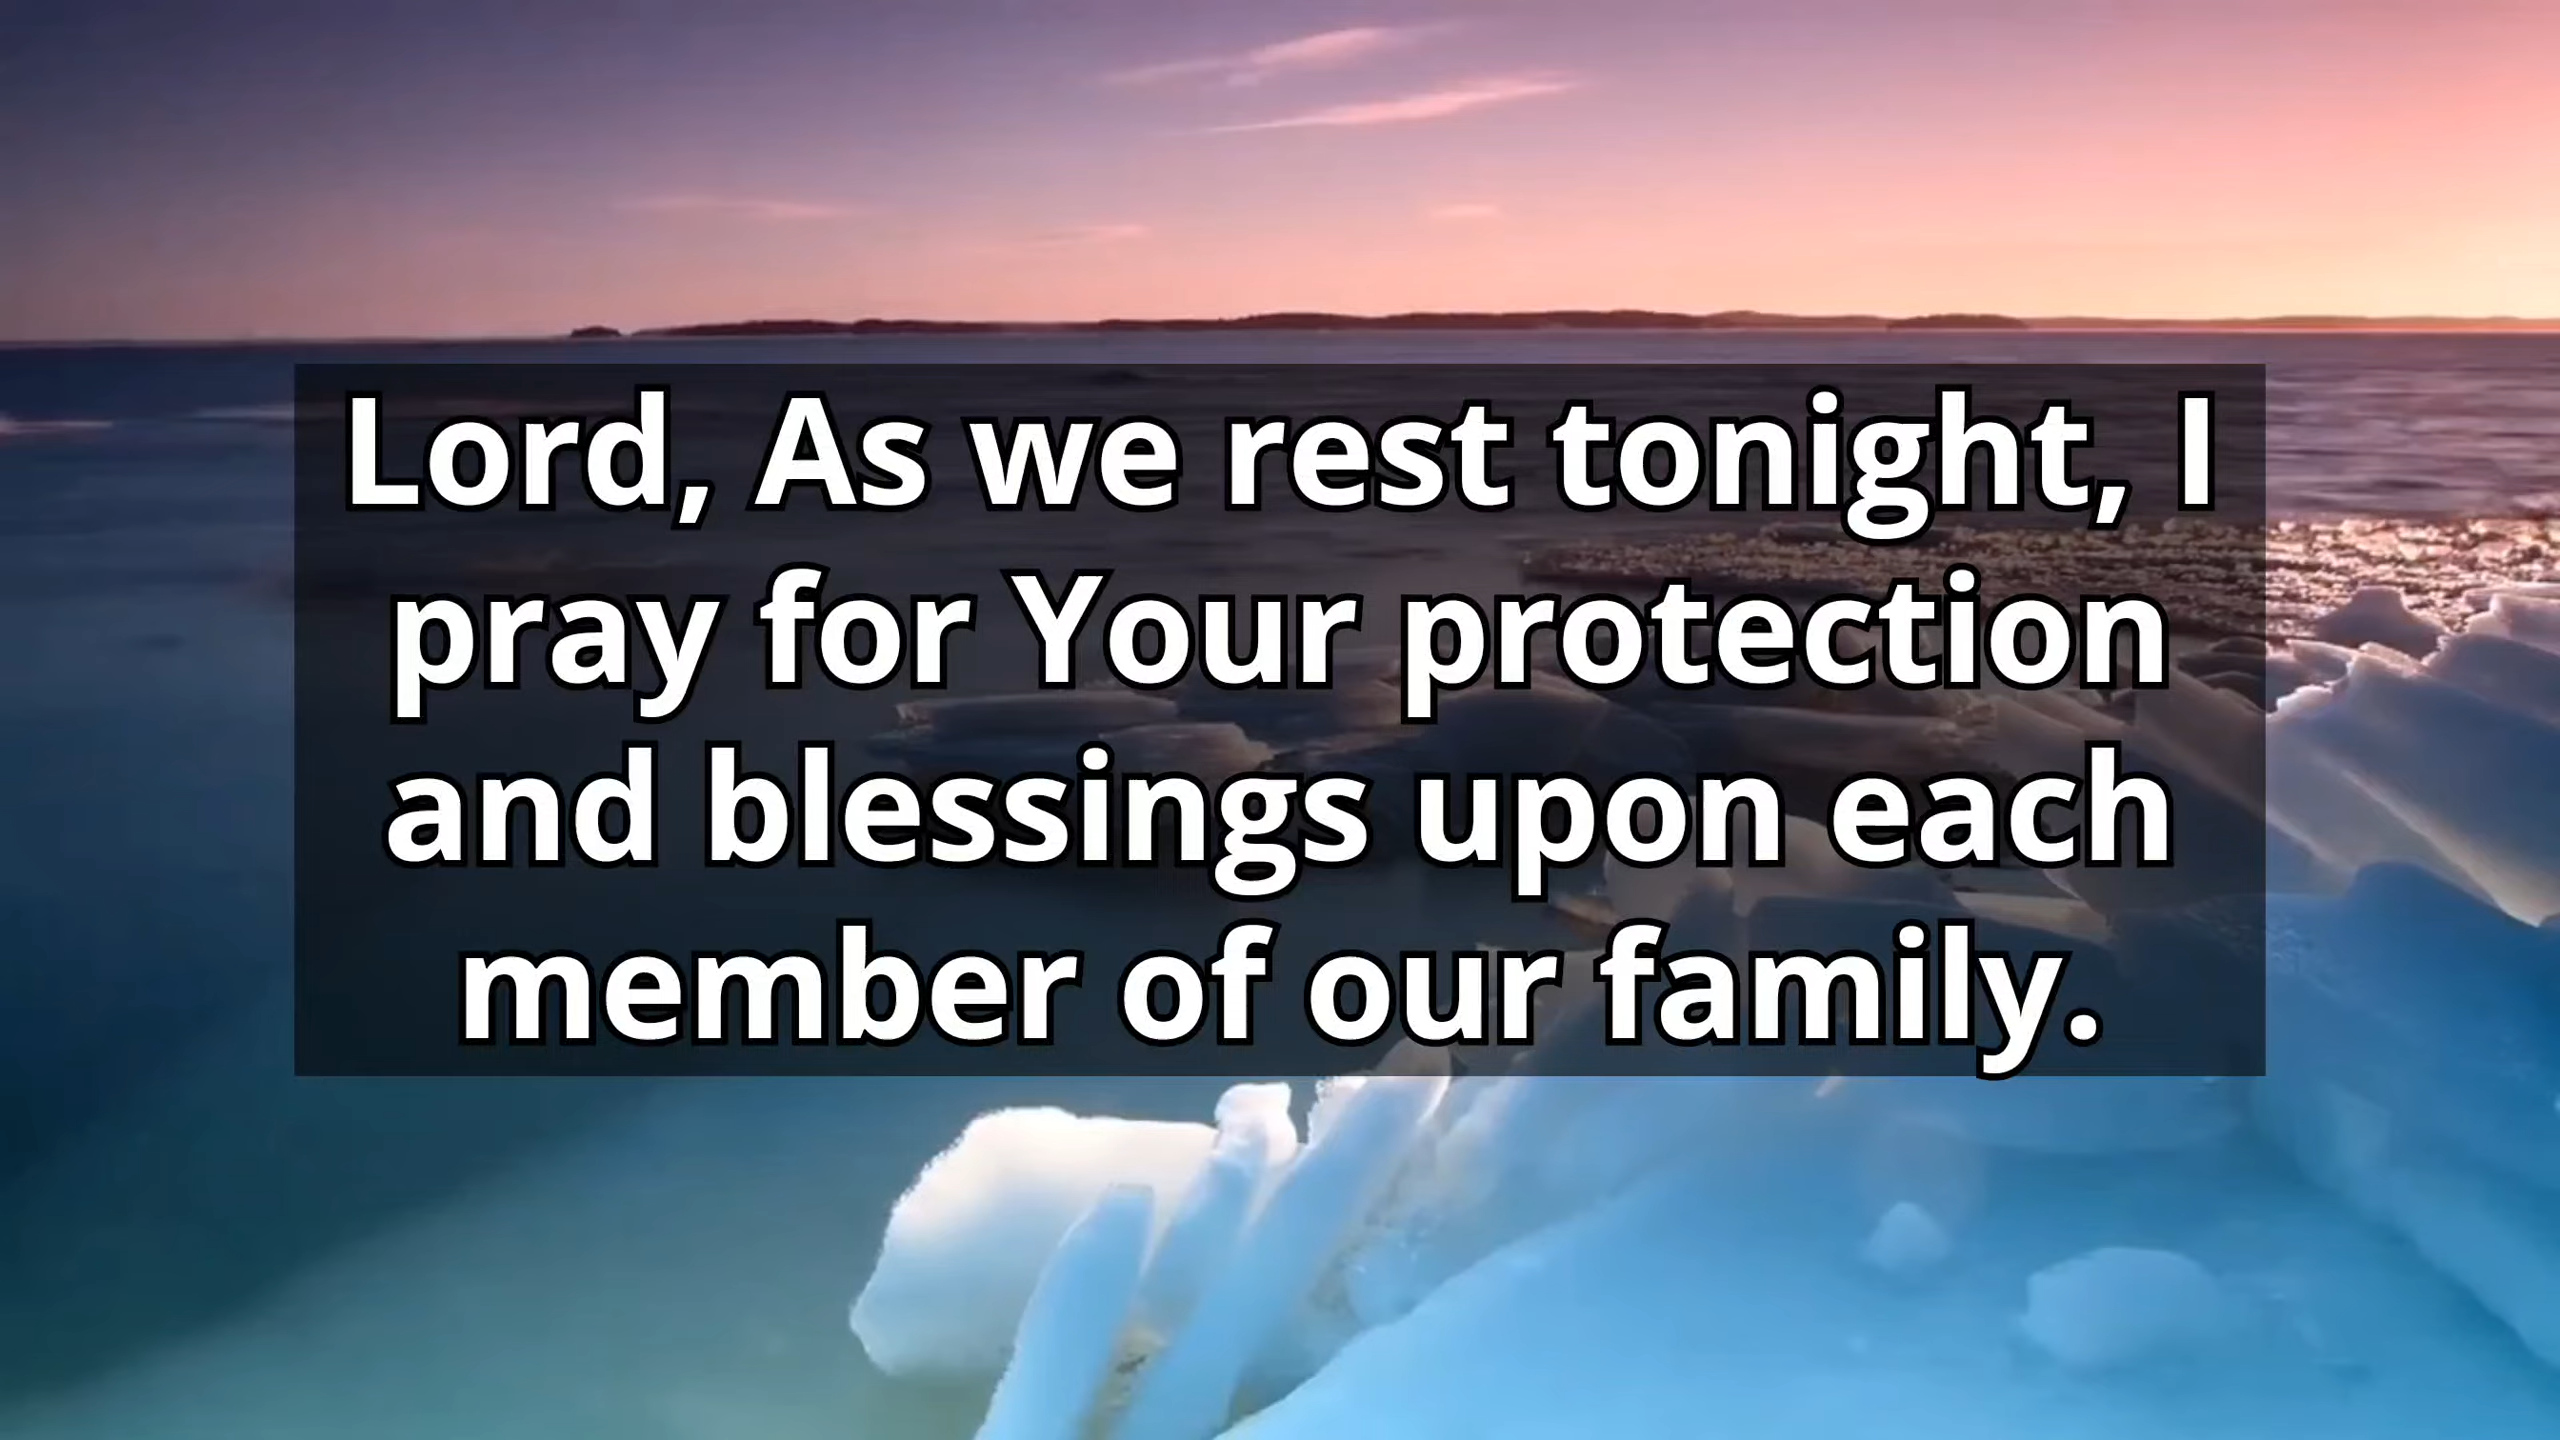 Lord, As we rest tonight, I
pray for Your protection
and blessings upon each
member of our family.